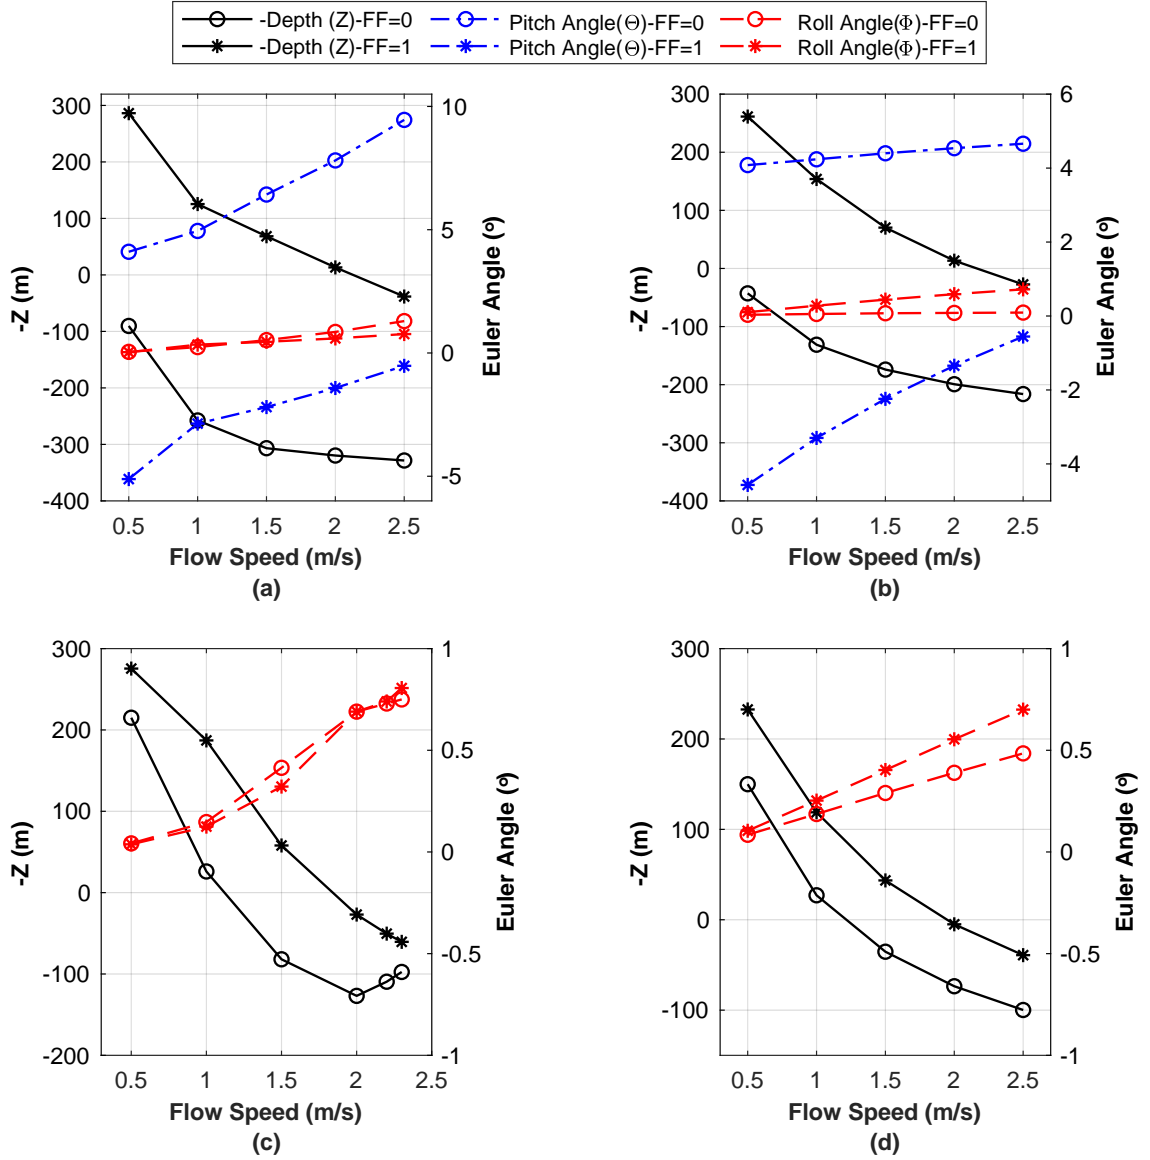 -Depth (Z)-FF=0 Pitch Angle(Θ)-FF=0 Roll Angle(Φ)-FF=0
-Depth (Z)-FF=1 Pitch Angle(Θ)-FF=1 Roll Angle(Φ)-FF=1
300
200
100
0
-100
-200
-300
-400
-Z (m)
10
5
0
-5
Euler Angle (º)
0.5 1 1.5 2 2.5
Flow Speed (m/s)
(a)
300
200
100
0
-100
-200
-300
-400
-Z (m)
6
4
2
0
-2
-4
Euler Angle (º)
0.5 1 1.5 2 2.5
Flow Speed (m/s)
(b)
300
200
100
0
-100
-200
-Z (m)
1
0.5
0
-0.5
-1
Euler Angle (º)
0.5 1 1.5 2 2.5
Flow Speed (m/s)
(c)
300
200
100
0
-100
-Z (m)
1
0.5
0
-0.5
-1
Euler Angle (º)
0.5 1 1.5 2 2.5
Flow Speed (m/s)
(d)